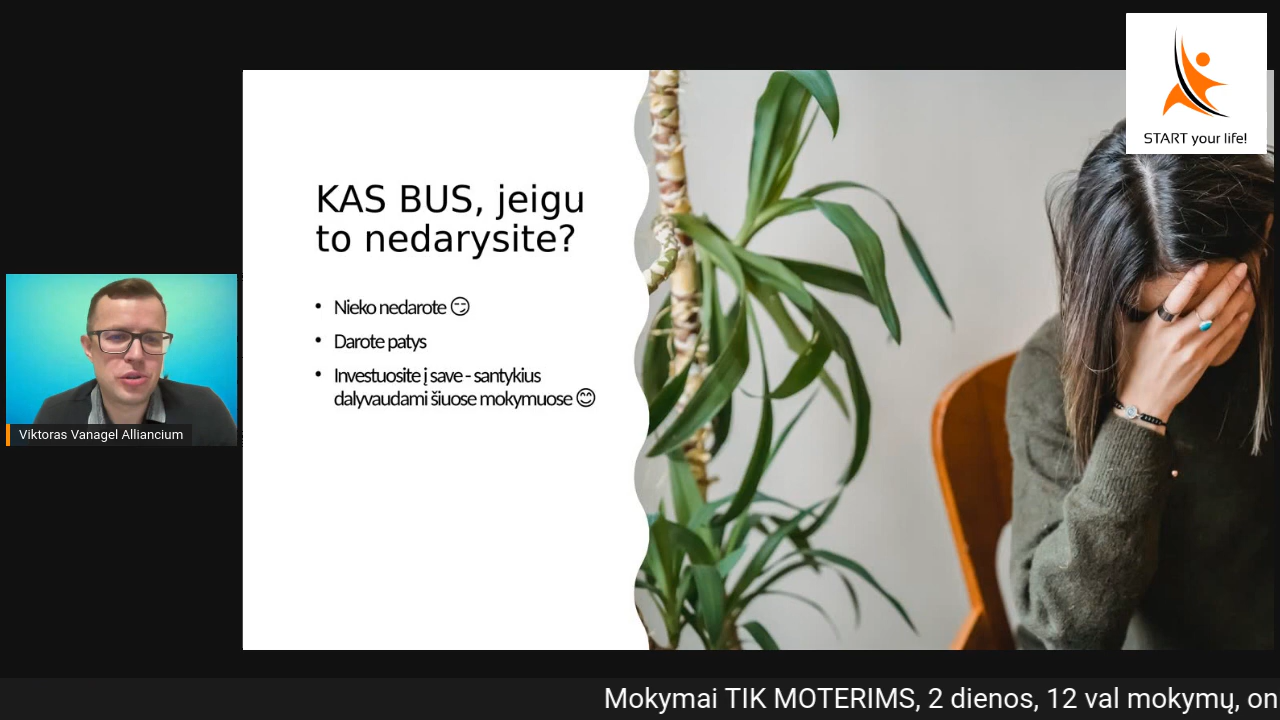 START your life!
KAS BUS, jeigu
to nedarysite?
• Nieko nedarote 😏
• Darote patys
• Investuosite į save - santykius
dalyvaudami šiuose mokymuose 😊
Viktoras Vanagel Alliancium
Mokymai TIK MOTERIMS, 2 dienos, 12 val mokymų, on